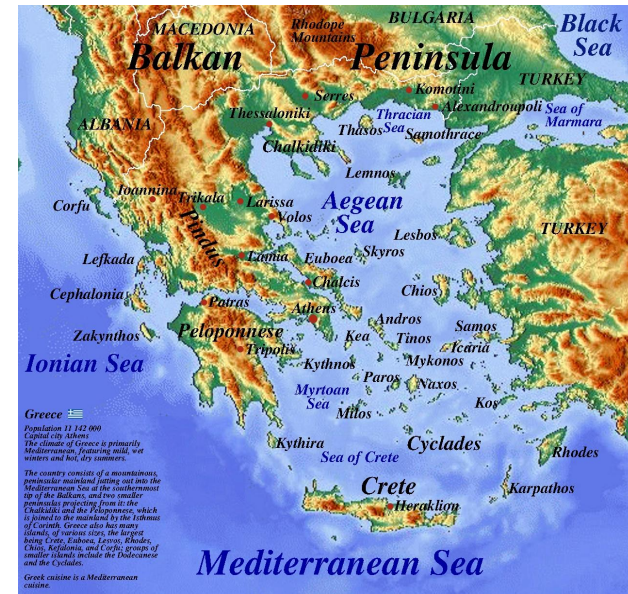 BULGARIA
Black
Sea
MACEDONIA
Rhodope
Mountains
Balkan Peninsula
TURKEY
Komotini
Serres
Alexandroupoli
Sea of
Marmara
Thessaloniki
Thracian
Sea
ALBANIA
Thasos
Samothrace
Chalkidiki
Lemnos
Ioannina
Trikala
Larissa
Corfu
Aegean
Sea
Volos
Pindus
TURKEY
Lesbos
Skyros
Lefkada
Lamia
Euboea
Chalcis
Cephalonia
Chios
Patras
Athens
Andros
Samos
Zakynthos
Peloponnese
Kea
Tinos
Icaria
Tripolis
Mykonos
Ionian Sea
Kythnos
Paros
Naxos
Myrtoan
Sea
Milos
Kos
Greece
Population 11 142 000
Capital city Athens
The climate of Greece is primarily
Mediterranean, featuring mild, wet
winters and hot, dry summers.
The country consists of a mountainous,
peninsular mainland jutting out into the
Mediterranean Sea at the southernmost
tip of the Balkans, and two smaller
peninsulas projecting from it: the
Chalkidiki and the Peloponnese, which
is joined to the mainland by the Isthmus
of Corinth. Greece also has many
islands, of various sizes, the largest
being Crete, Euboea, Lesvos, Rhodes,
Chios, Kefalonia, and Corfu; groups of
smaller islands include the Dodecanese
and the Cyclades.
Greek cuisine is a Mediterranean
cuisine.
Kythira
Cyclades
Rhodes
Sea of Crete
Crete
Karpathos
Heraklion
Mediterranean Sea